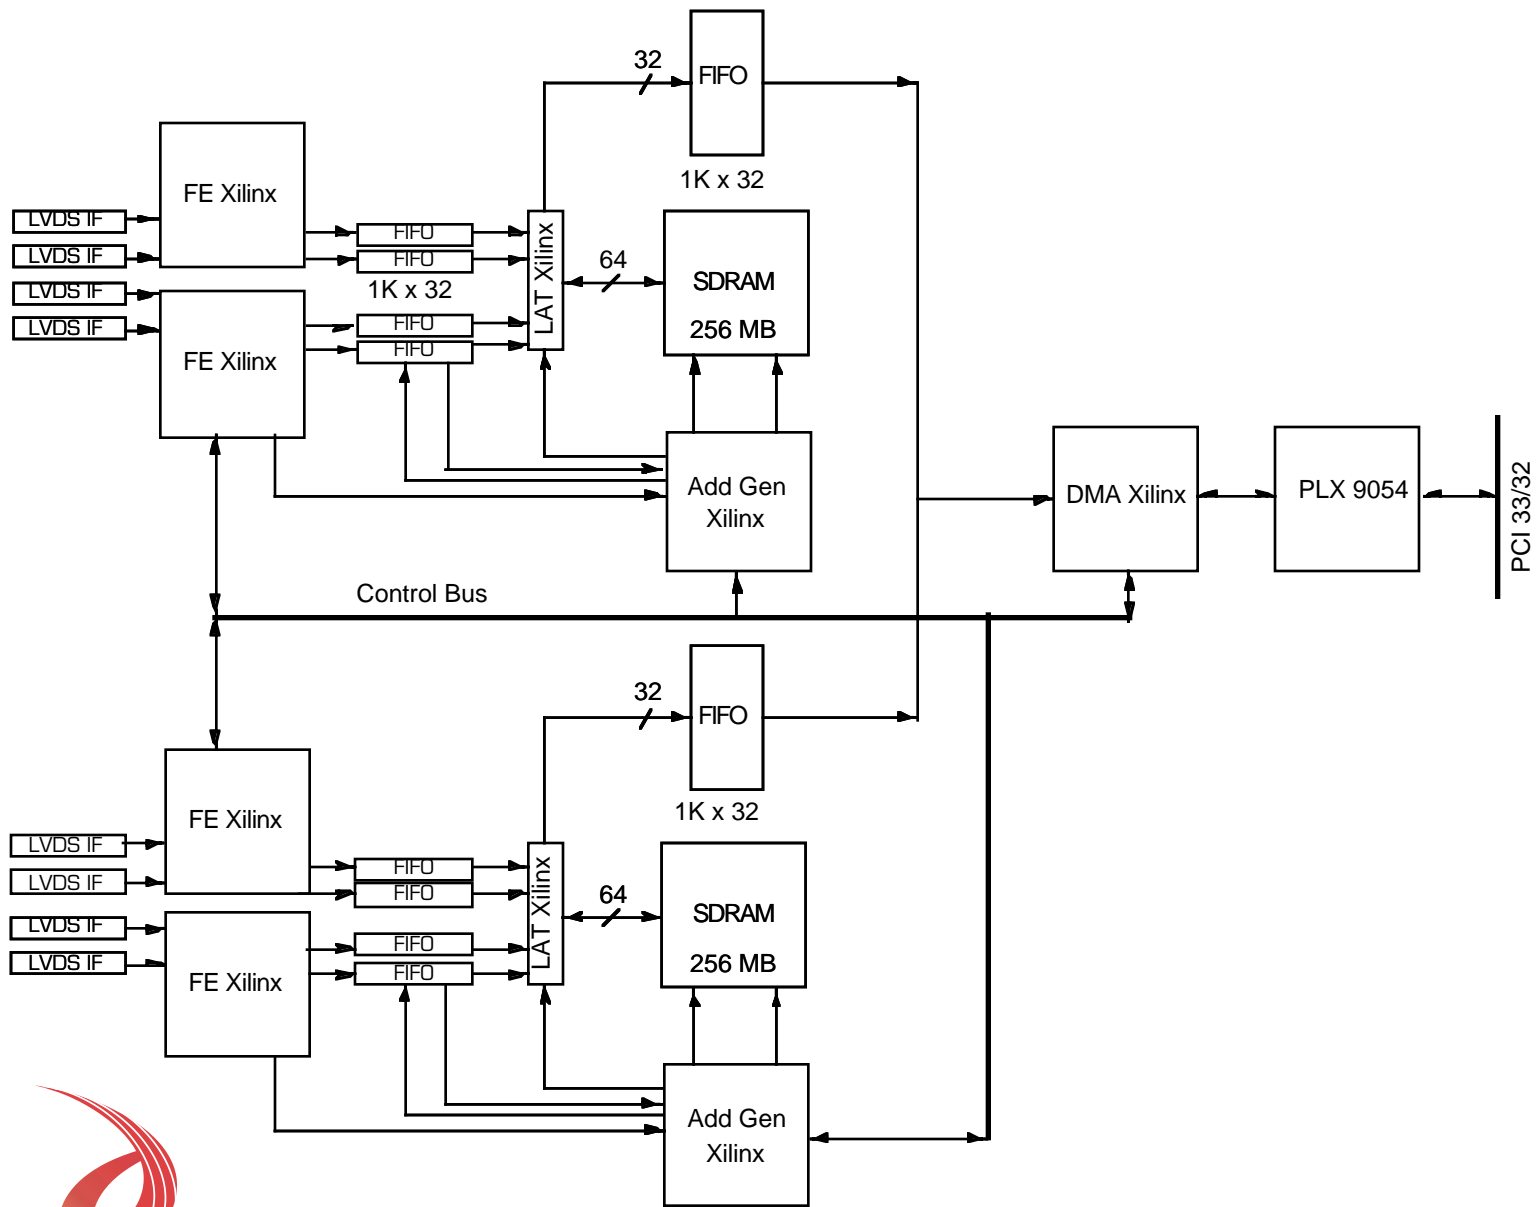 32
FIFO
1K x 32
FE Xilinx
LVDS IF
LVDS IF
LVDS IF
LVDS IF
FE Xilinx
FIFO
FIFO
1K x 32
FIFO
FIFO
LAT Xilinx
64
SDRAM
256 MB
Add Gen
Xilinx
DMA Xilinx
PLX 9054
PCI 33/32
Control Bus
32
FIFO
1K x 32
FE Xilinx
LVDS IF
LVDS IF
LVDS IF
LVDS IF
FE Xilinx
FIFO
FIFO
FIFO
FIFO
LAT Xilinx
64
SDRAM
256 MB
Add Gen
Xilinx